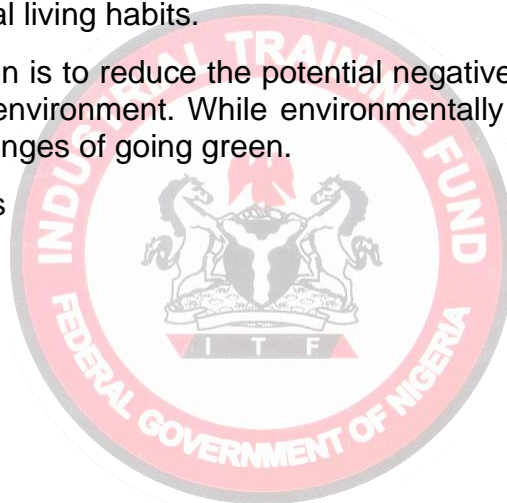 al living habits.
n is to reduce the potential negative
environment. While environmentally
nges of going green.
s
INDUSTRIAL TRAINING FUND
I T F
FEDERAL GOVERNMENT OF NIGERIA